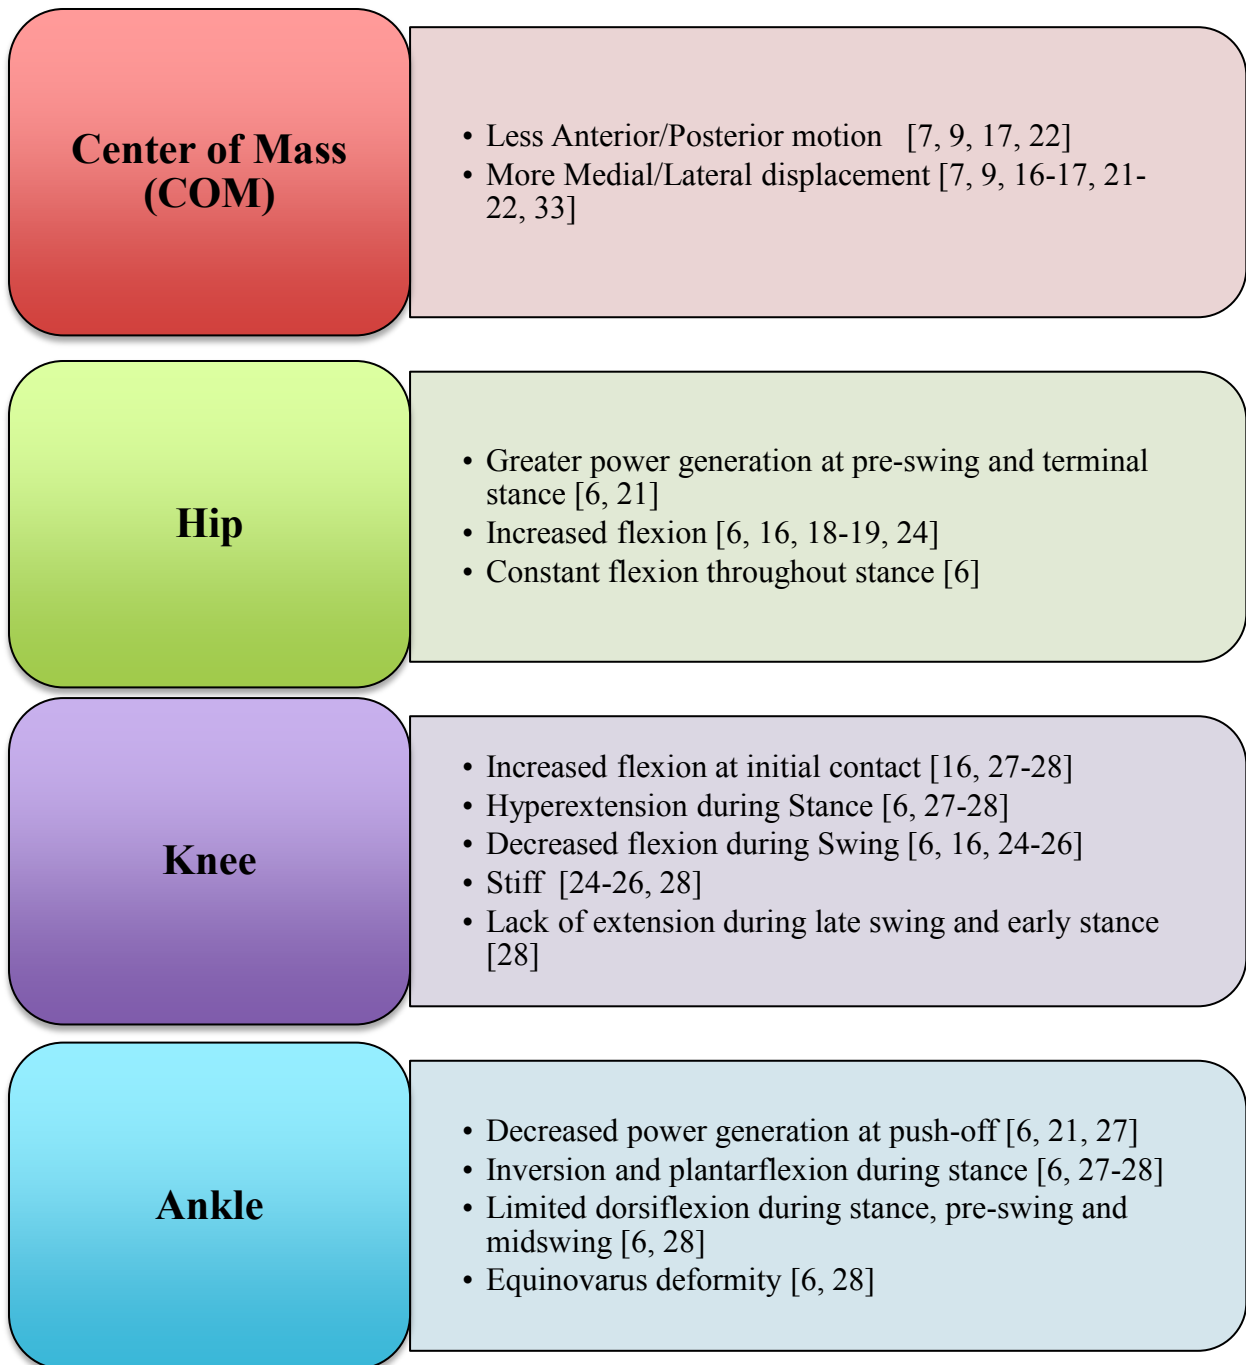 Center of Mass
(COM)
• Less Anterior/Posterior motion [7, 9, 17, 22]
• More Medial/Lateral displacement [7, 9, 16-17, 21-
22, 33]
Hip
• Greater power generation at pre-swing and terminal
stance [6, 21]
• Increased flexion [6, 16, 18-19, 24]
• Constant flexion throughout stance [6]
Knee
• Increased flexion at initial contact [16, 27-28]
• Hyperextension during Stance [6, 27-28]
• Decreased flexion during Swing [6, 16, 24-26]
• Stiff [24-26, 28]
• Lack of extension during late swing and early stance
[28]
Ankle
• Decreased power generation at push-off [6, 21, 27]
• Inversion and plantarflexion during stance [6, 27-28]
• Limited dorsiflexion during stance, pre-swing and
midswing [6, 28]
• Equinovarus deformity [6, 28]